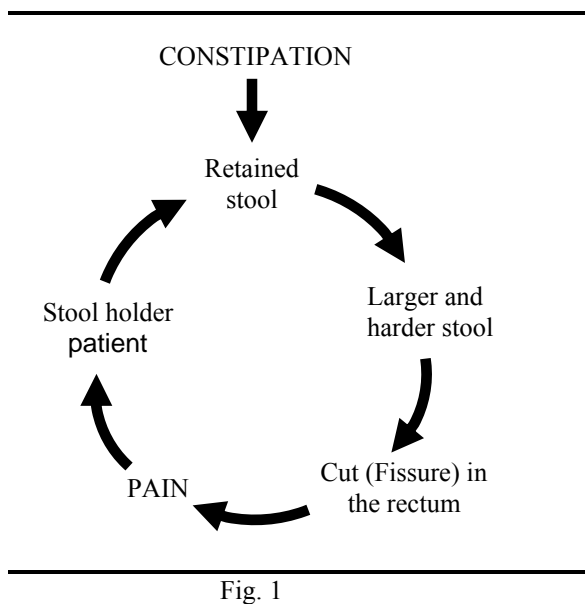 CONSTIPATION
Retained
stool
Larger and
harder stool
Cut (Fissure) in
the rectum
PAIN
Stool holder
patient
Fig. 1